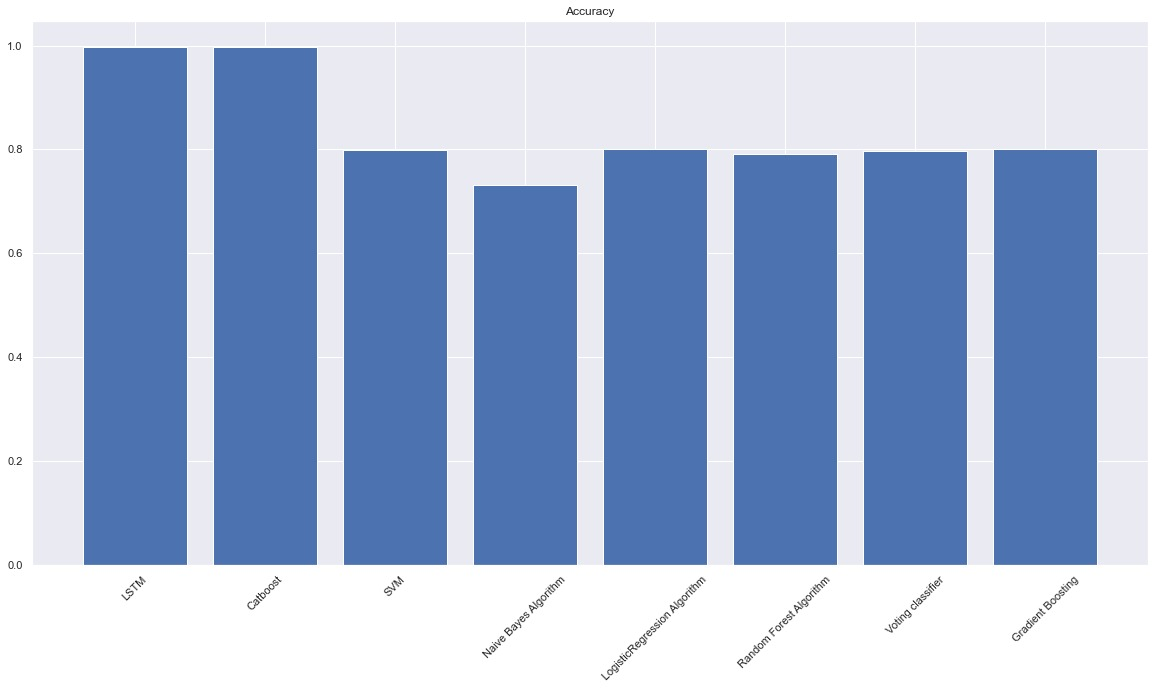 Accuracy
1.0
0.8
0.6
0.4
0.2
0.0
LSTM
Catboost
SVM
Naive Bayes Algorithm
LogisticRegression Algorithm
Random Forest Algorithm
Voting classifier
Gradient Boosting